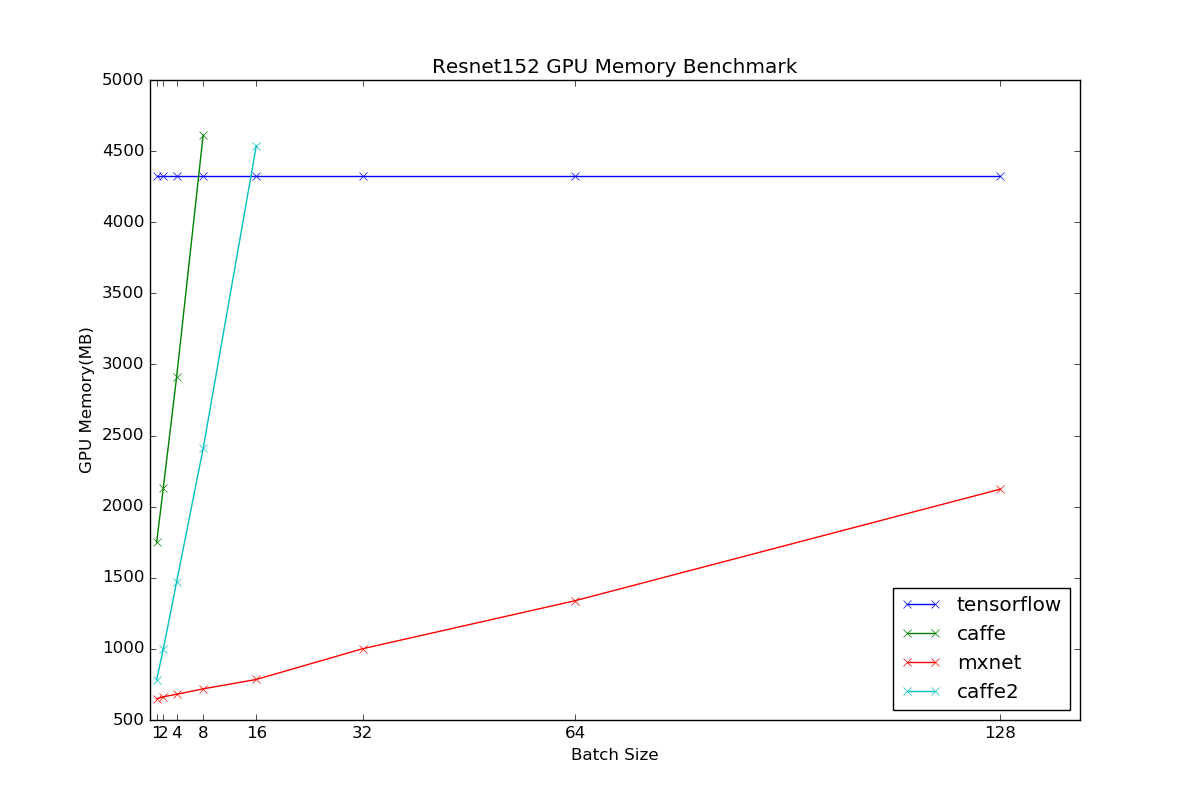 Resnet152 GPU Memory Benchmark
5000
4500
4000
3500
3000
2500
2000
1500
1000
500
GPU Memory(MB)
1 2 4 8 16 32 64 128
Batch Size
tensorflow
caffe
mxnet
caffe2